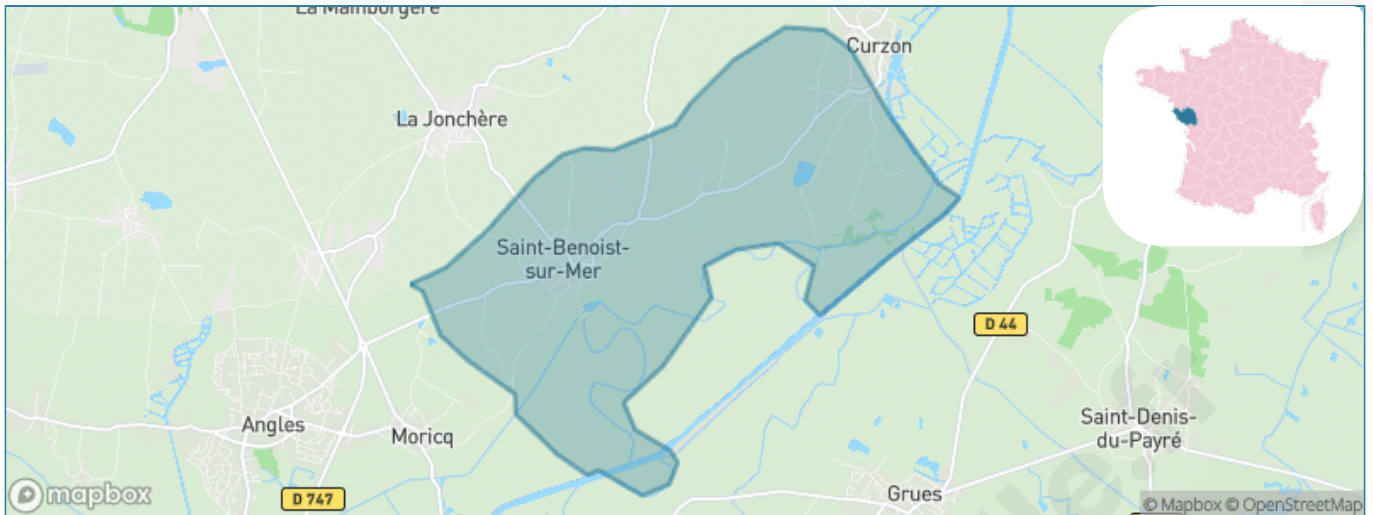 La Mainborgère
Curzon
La Jonchère
Saint-Benoist-
sur-Mer
D 44
Angles
Moricq
Saint-Denis-
du-Payré
D 747
Grues
mapbox
© Mapbox © OpenStreetMap